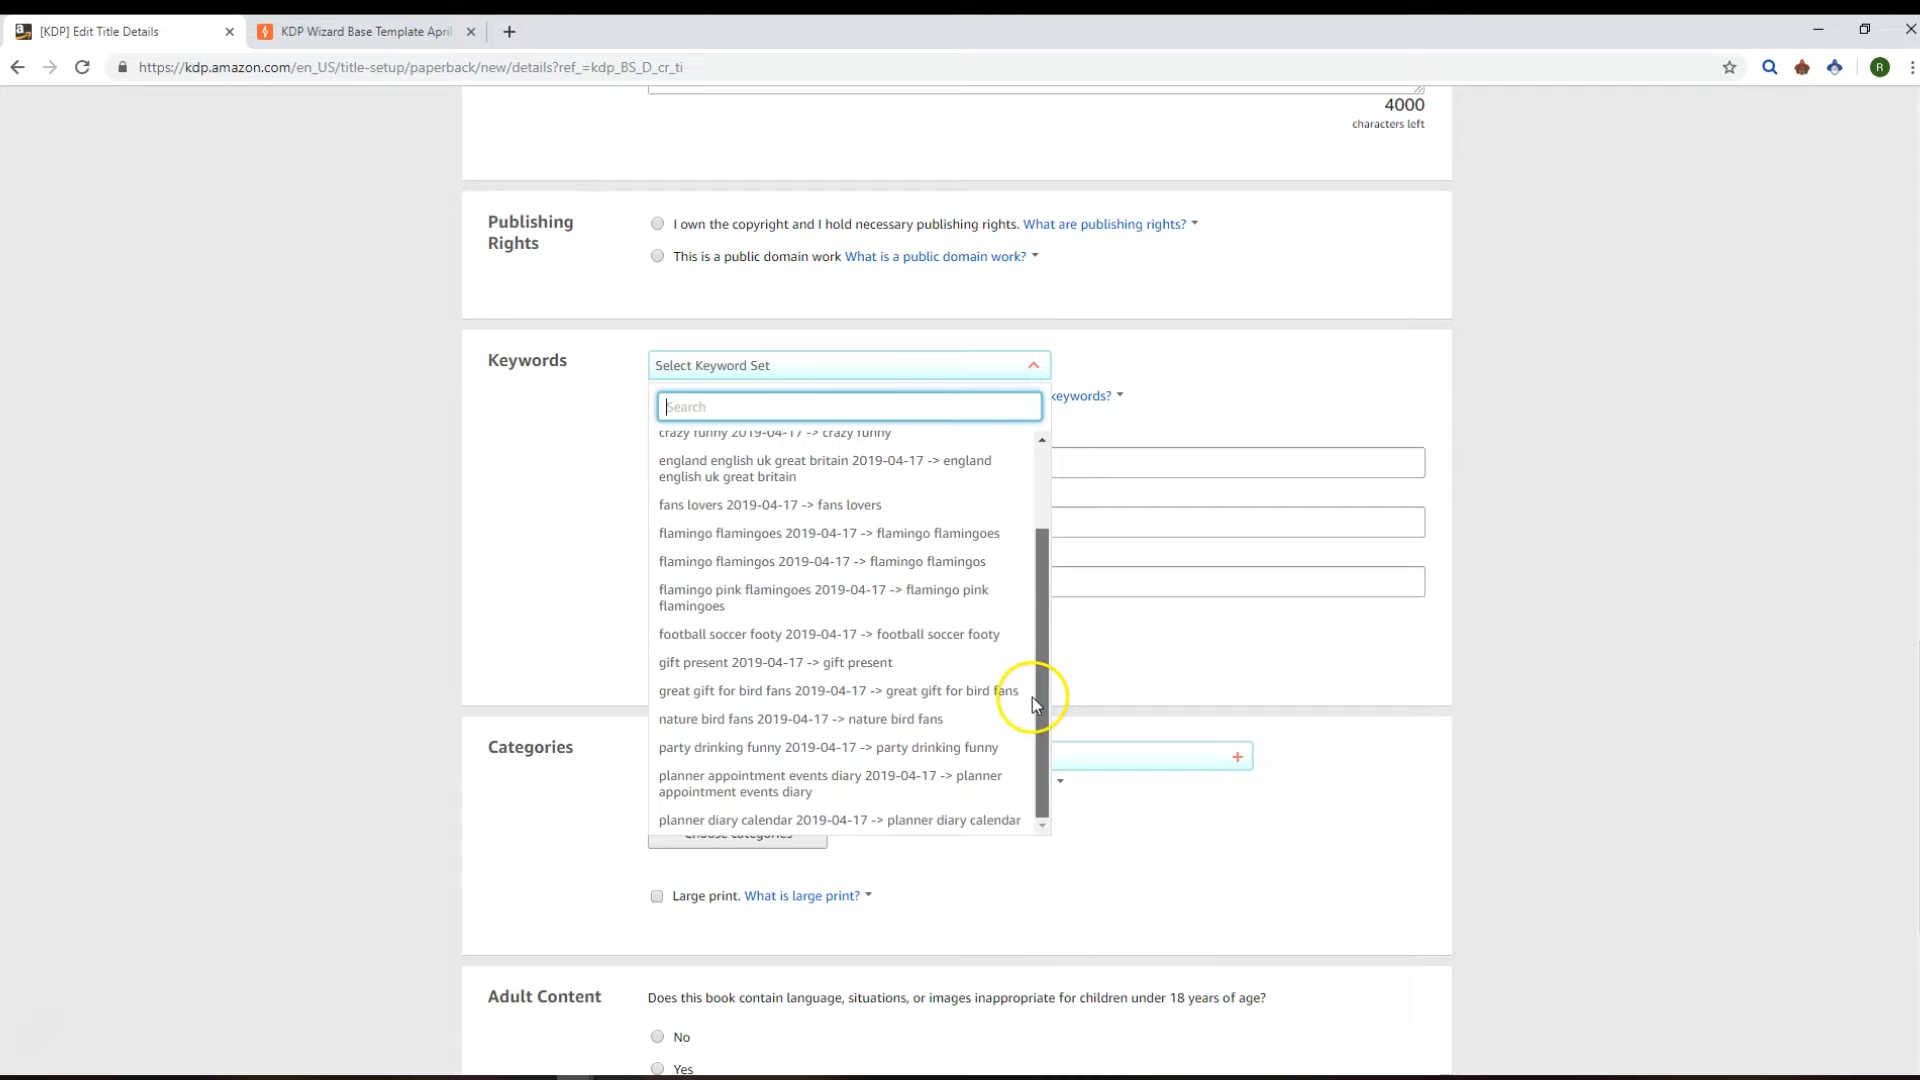 [KDP] Edit Title Details
KDP Wizard Base Template April
https://kdp.amazon.com/en_US/title-setup/paperback/new/details?ref_=kdp_BS_D_cr_ti
R
4000
characters left
Publishing
Rights
I own the copyright and I hold necessary publishing rights. What are publishing rights?
This is a public domain work What is a public domain work?
Keywords
Select Keyword Set
keywords?
Search
crazy funny 2019-04-17 -> crazy funny
england english uk great britain 2019-04-17 -> england
english uk great britain
fans lovers 2019-04-17 -> fans lovers
flamingo flamingoes 2019-04-17 -> flamingo flamingoes
flamingo flamingos 2019-04-17 -> flamingo flamingos
flamingo pink flamingoes 2019-04-17 -> flamingo pink
flamingoes
football soccer footy 2019-04-17 -> football soccer footy
gift present 2019-04-17 -> gift present
great gift for bird fans 2019-04-17 -> great gift for bird fans
nature bird fans 2019-04-17 -> nature bird fans
Categories
party drinking funny 2019-04-17 -> party drinking funny
planner appointment events diary 2019-04-17 -> planner
appointment events diary
planner diary calendar 2019-04-17 -> planner diary calendar
Choose categories
Large print. What is large print?
Adult Content
Does this book contain language, situations, or images inappropriate for children under 18 years of age?
No
Yes